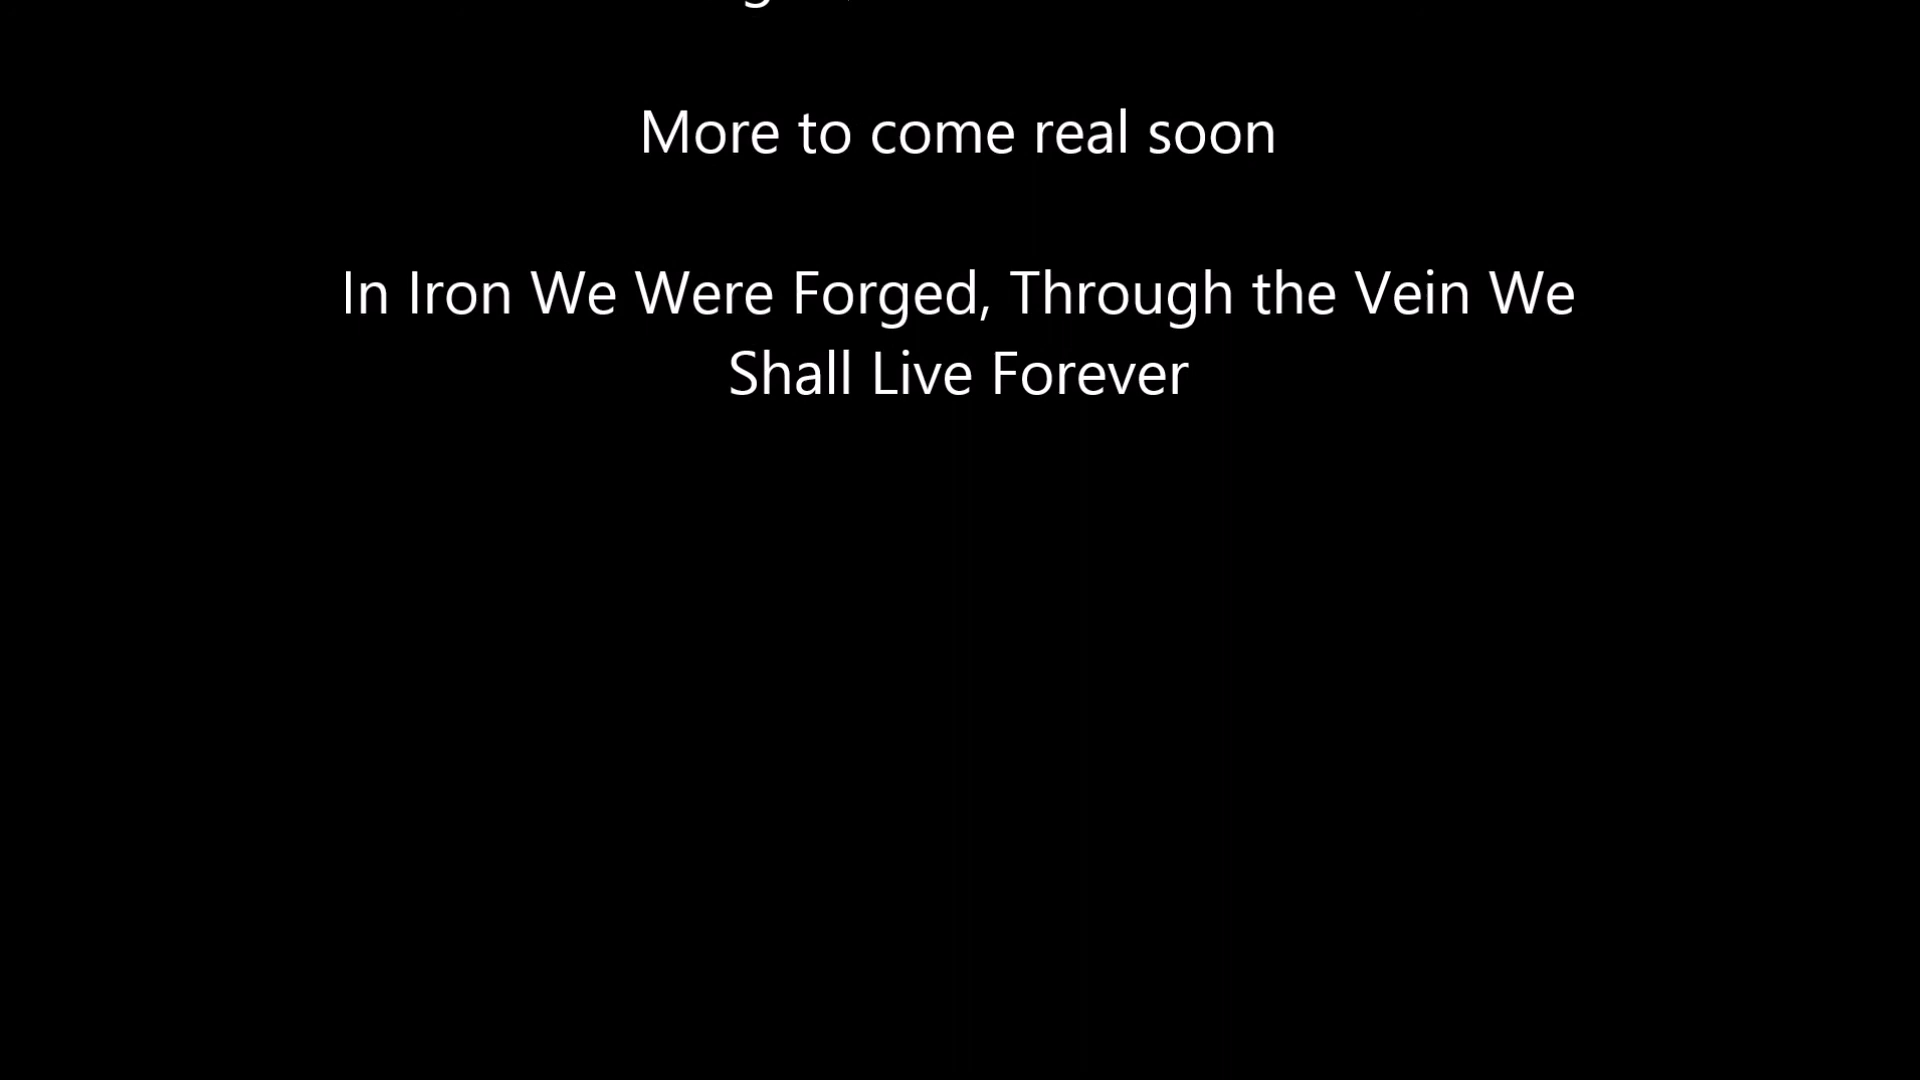 More to come real soon
In Iron We Were Forged, Through the Vein We
Shall Live Forever